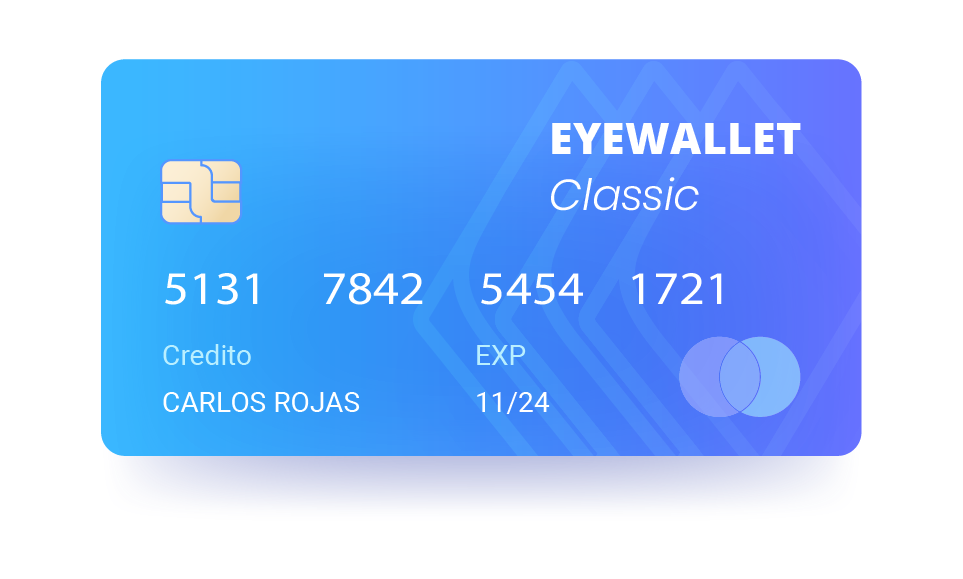 EYEWALLET
Classic
5131 7842 5454 1721
Credito EXP
CARLOS ROJAS 11/24